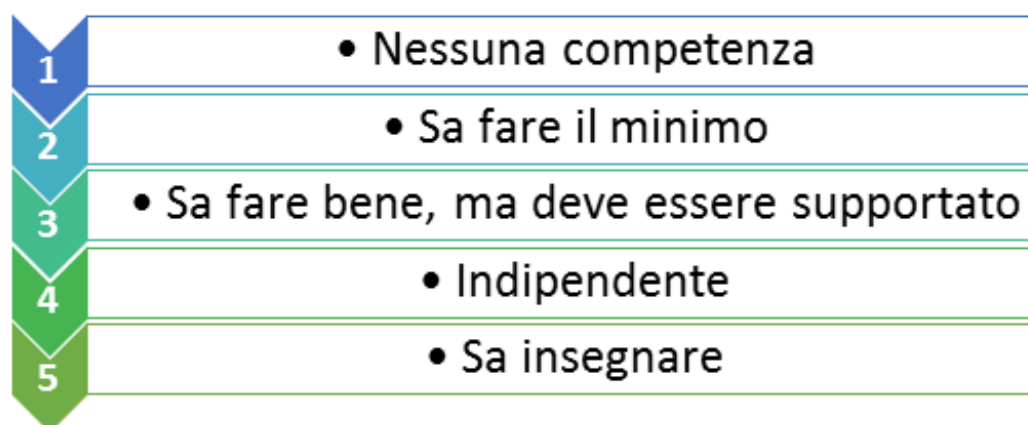 1 • Nessuna competenza
2 • Sa fare il minimo
3 • Sa fare bene, ma deve essere supportato
4 • Indipendente
5 • Sa insegnare